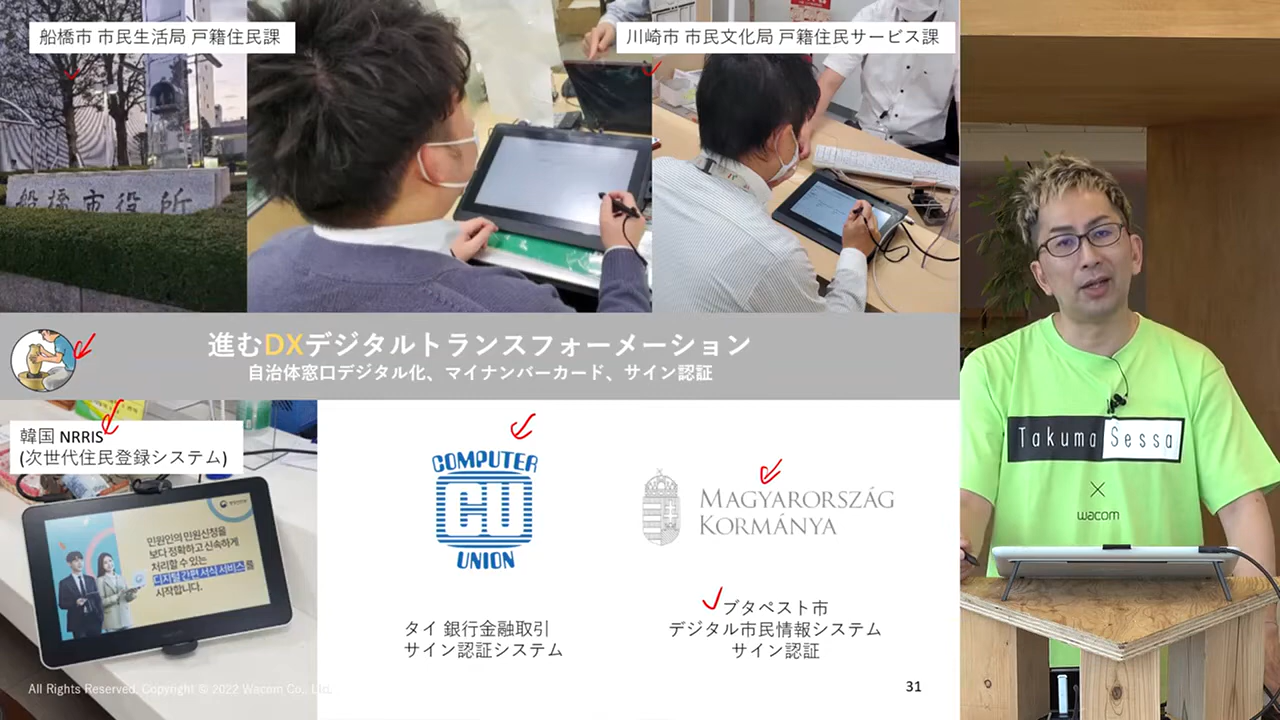 船橋市 市民生活局 戸籍住民課
川崎市 市民文化局 戸籍住民サービス課
船橋市役所
進むDXデジタルトランスフォーメーション
自治体窓口デジタル化、マイナンバーカード、サイン認証
韓国 NRRIS
(次世代住民登録システム)
민원인의 민원신청을
보다 정확하고 신속하게
처리할 수 있는
디지털 간편 서식 서비스를
시작합니다.
COMPUTER
CU
UNION
タイ 銀行金融取引
サイン認証システム
MAGYARORSZÁG
KORMÁNYA
ブタペスト市
デジタル市民情報システム
サイン認証
All Rights Reserved, Copyright © 2022 Wacom Co., Ltd.
31
Takuma Sessa
×
wacom